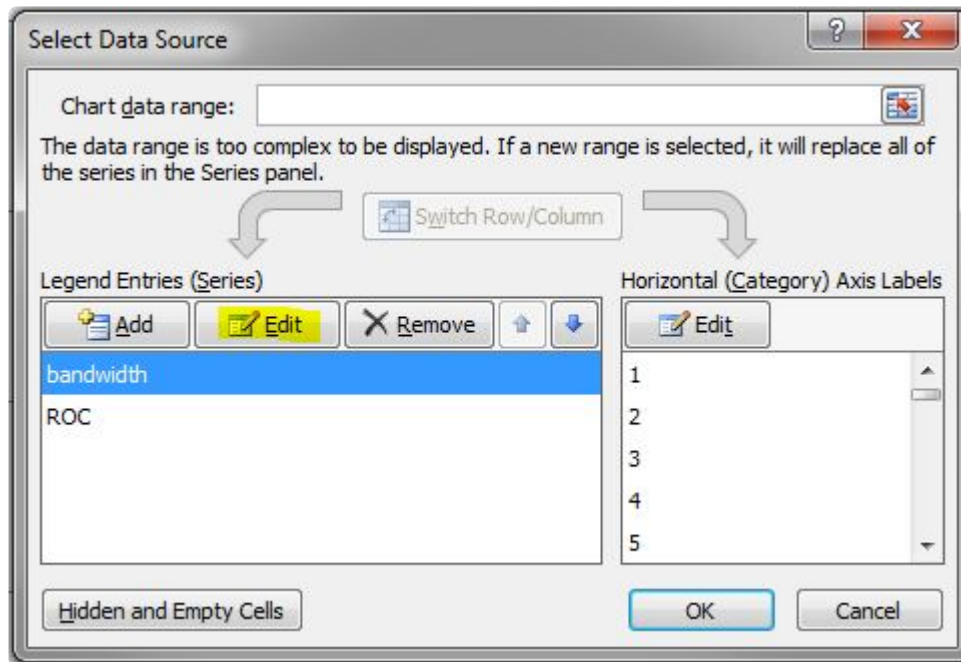 Select Data Source
Chart data range:
The data range is too complex to be displayed. If a new range is selected, it will replace all of
the series in the Series panel.
Switch Row/Column
Legend Entries (Series)
Horizontal (Category) Axis Labels
Add Edit Remove
Edit
bandwidth
ROC
1
2
3
4
5
Hidden and Empty Cells
OK Cancel